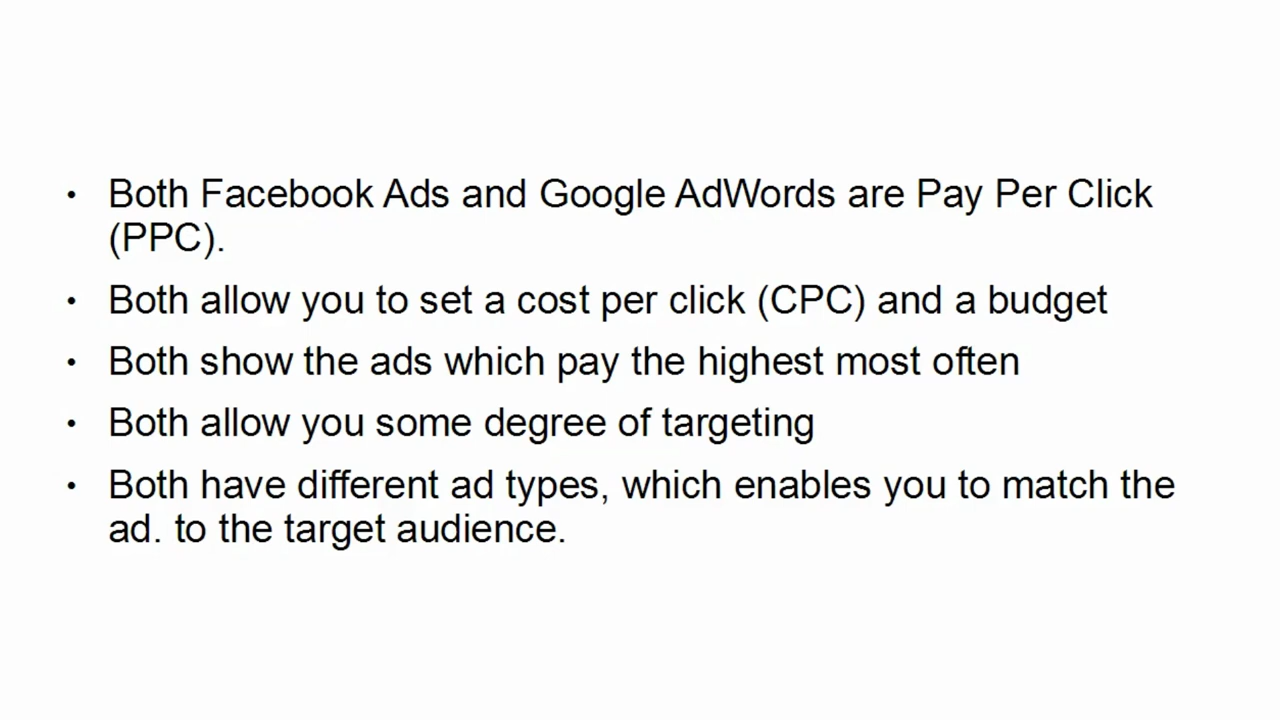 • Both Facebook Ads and Google AdWords are Pay Per Click
(PPC).
• Both allow you to set a cost per click (CPC) and a budget
• Both show the ads which pay the highest most often
• Both allow you some degree of targeting
• Both have different ad types, which enables you to match the
ad. to the target audience.